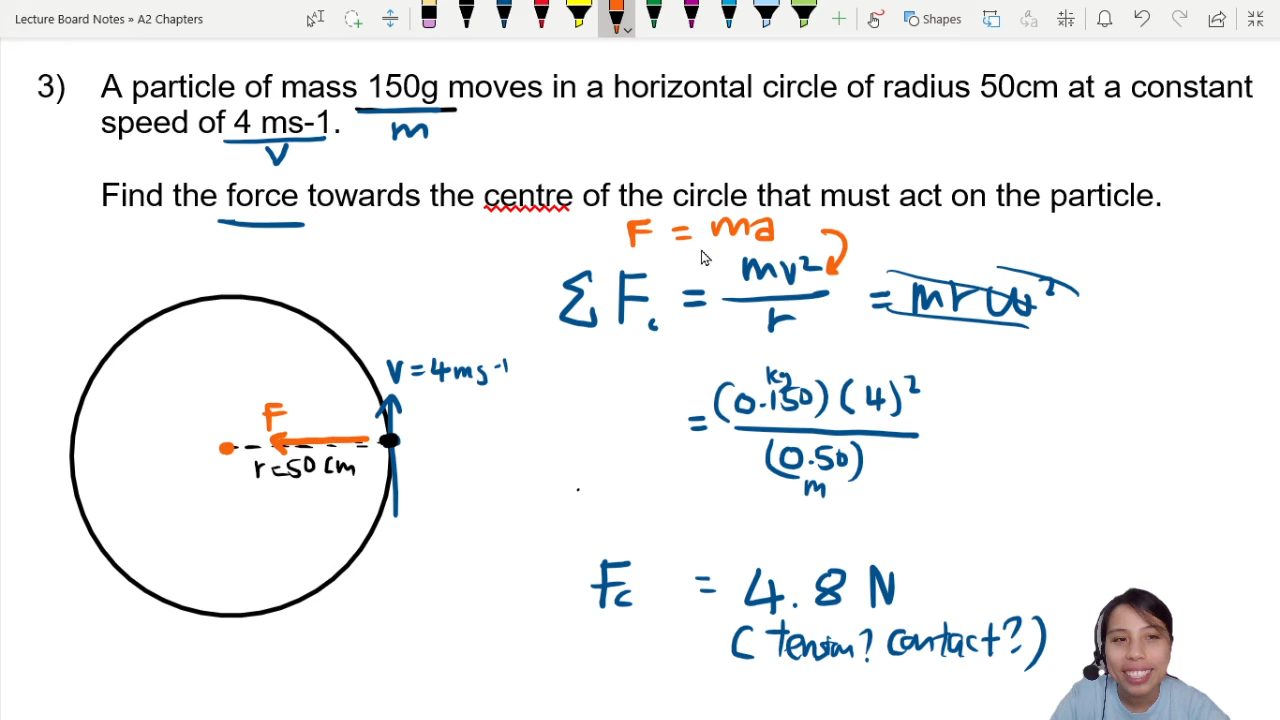 Lecture Board Notes » A2 Chapters
Shapes
3) A particle of mass 150g moves in a horizontal circle of radius 50cm at a constant
speed of 4 ms-1.
m
v
Find the force towards the centre of the circle that must act on the particle.
F = ma
ΣFc = mv²/r = mrω²
v = 4ms⁻¹
kg
= (0.150)(4)²/(0.50)
m
F
r=50cm
Fc = 4.8 N
(tension? contact?)